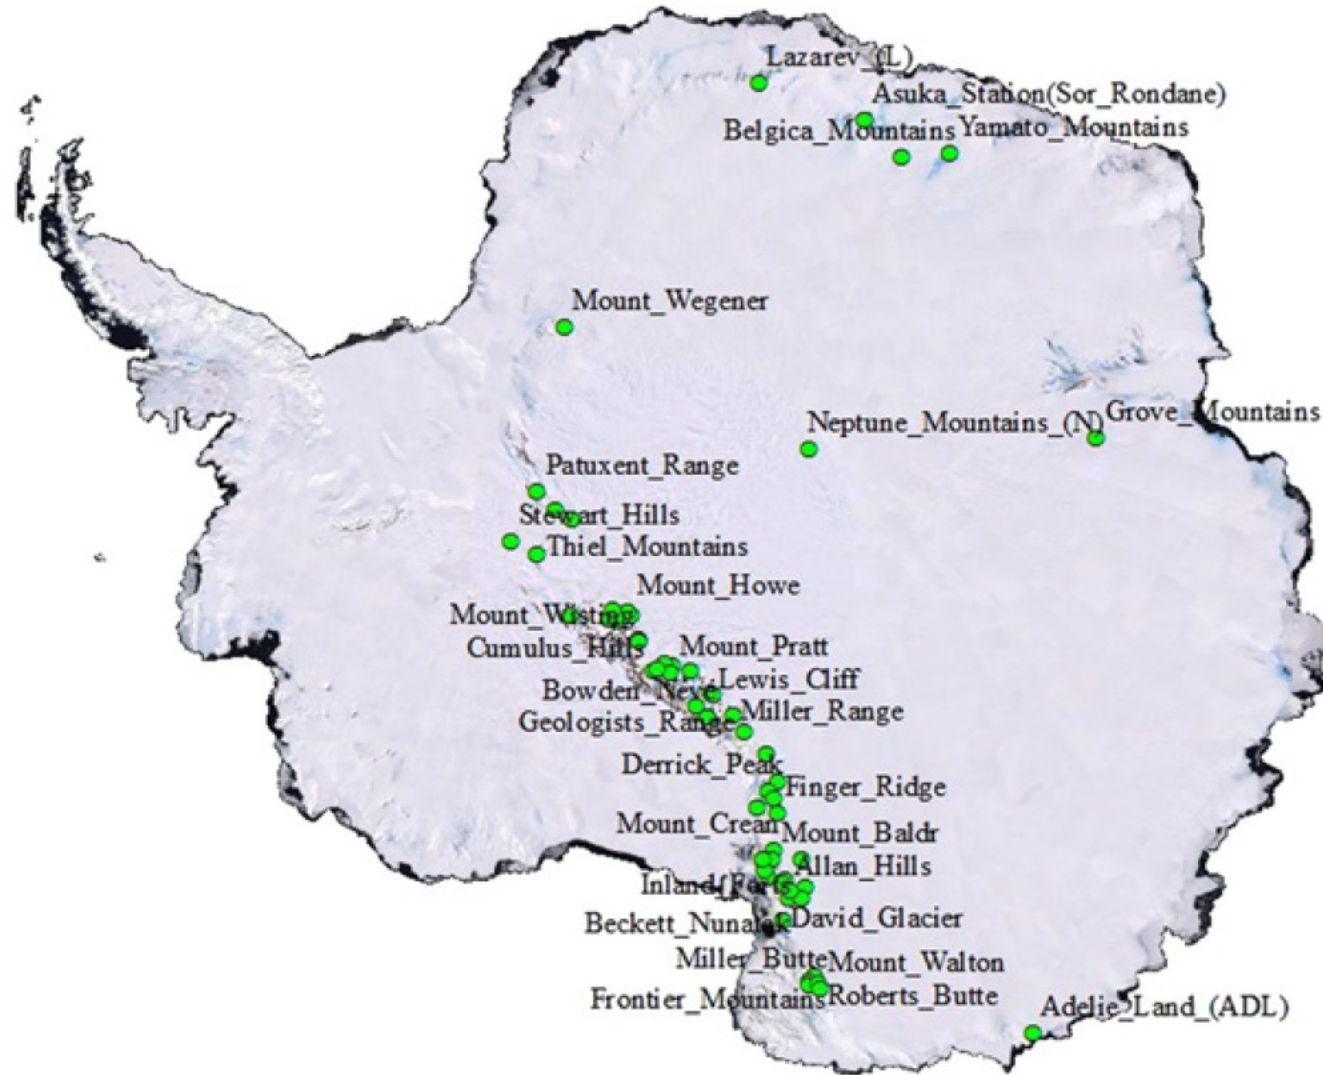 Lazarev_(L)
Asuka_Station(Sor_Rondane)
Belgica_Mountains
Yamato_Mountains
Mount_Wegener
Neptune_Mountains_(N)
Grove_Mountains
Patuxent_Range
Stewart_Hills
Thiel_Mountains
Mount_Howe
Mount_Wisting
Cumulus_Hills
Mount_Pratt
Bowden_Neve
Lewis_Cliff
Geologists_Range
Miller_Range
Derrick_Peak
Finger_Ridge
Mount_Crean
Mount_Baldr
Allan_Hills
Inland_Forts
Beckett_Nunatak
David_Glacier
Miller_Butte
Mount_Walton
Frontier_Mountains
Roberts_Butte
Adelie_Land_(ADL)